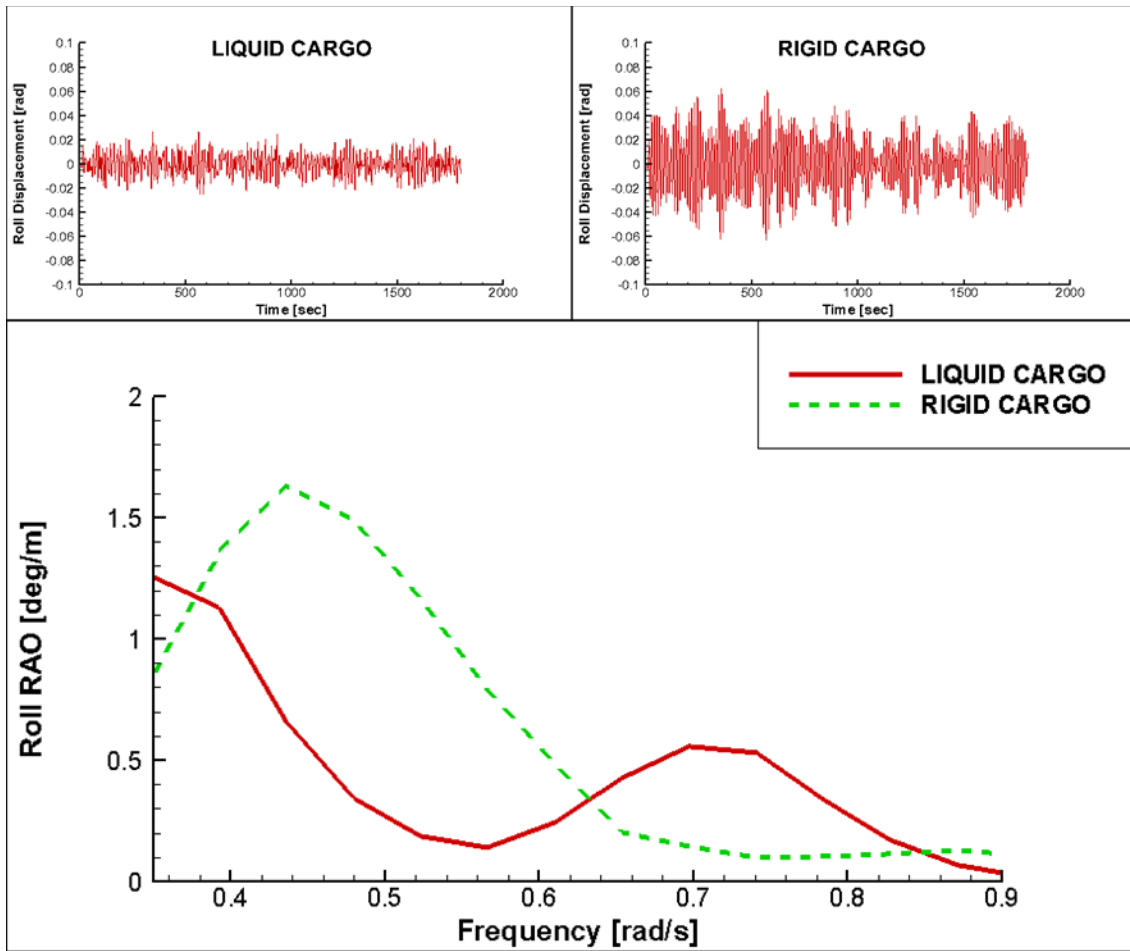 LIQUID CARGO
Roll Displacement [rad]
0.1
0.08
0.06
0.04
0.02
0
-0.02
-0.04
-0.06
-0.08
-0.1
0 500 1000 1500 2000
Time [sec]
RIGID CARGO
Roll Displacement [rad]
0.1
0.08
0.06
0.04
0.02
0
-0.02
-0.04
-0.06
-0.08
-0.1
0 500 1000 1500 2000
Time [sec]
LIQUID CARGO
RIGID CARGO
Roll RAO [deg/m]
2
1.5
1
0.5
0
0.4 0.5 0.6 0.7 0.8 0.9
Frequency [rad/s]